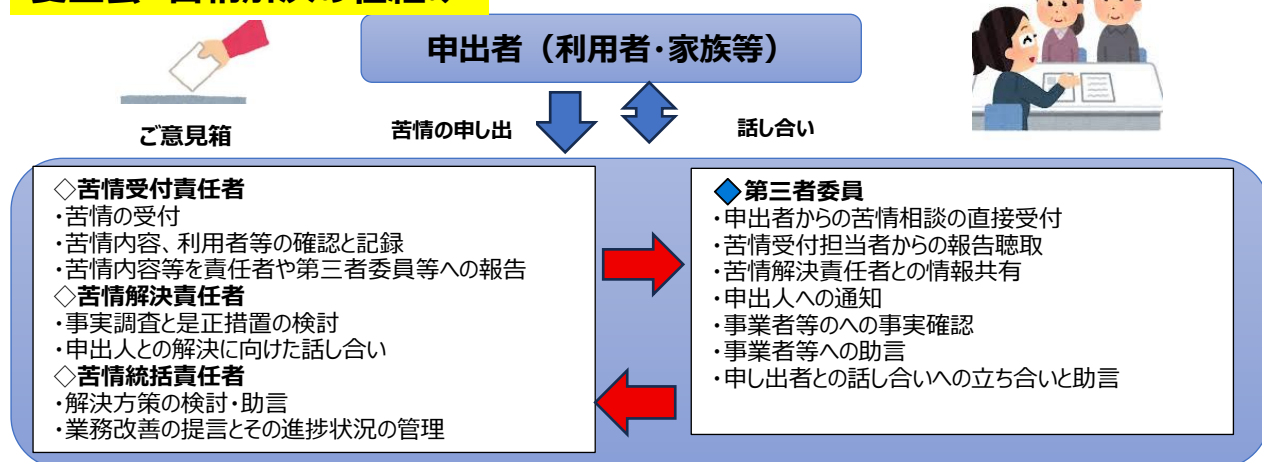 苦情解決の仕組み
申出者（利用者・家族等）
ご意見箱
苦情の申し出
話し合い
◇苦情受付責任者
・苦情の受付
・苦情内容、利用者等の確認と記録
・苦情内容等を責任者や第三者委員等への報告
◇苦情解決責任者
・事実調査と是正措置の検討
・申出人との解決に向けた話し合い
◇苦情統括責任者
・解決方策の検討・助言
・業務改善の提言とその進捗状況の管理
◆第三者委員
・申出者からの苦情相談の直接受付
・苦情受付担当者からの報告聴取
・苦情解決責任者との情報共有
・申出人への通知
・事業者等のへの事実確認
・事業者等への助言
・申し出者との話し合いへの立ち合いと助言